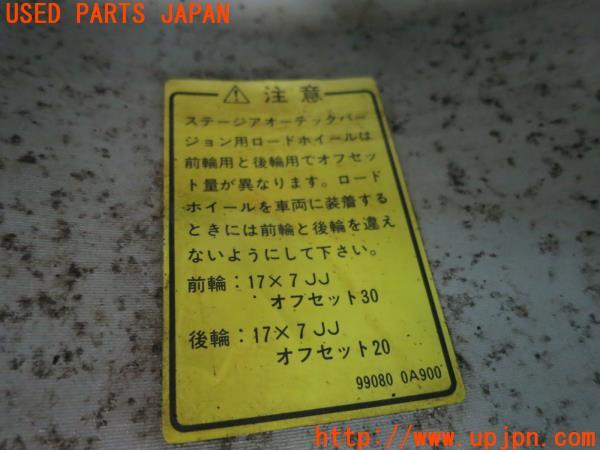 USED PARTS JAPAN
注意
ステージアオーテックバー
ジョン用ロードホイールは
前輪用と後輪用でオフセッ
ト量が異なります。ロード
ホイールを車両に装着する
ときには前輪と後輪を違え
ないようにして下さい。
前輪：17×7JJ
オフセット30
後輪：17×7JJ
オフセット20
99080 0A900
http://www.upjpn.com